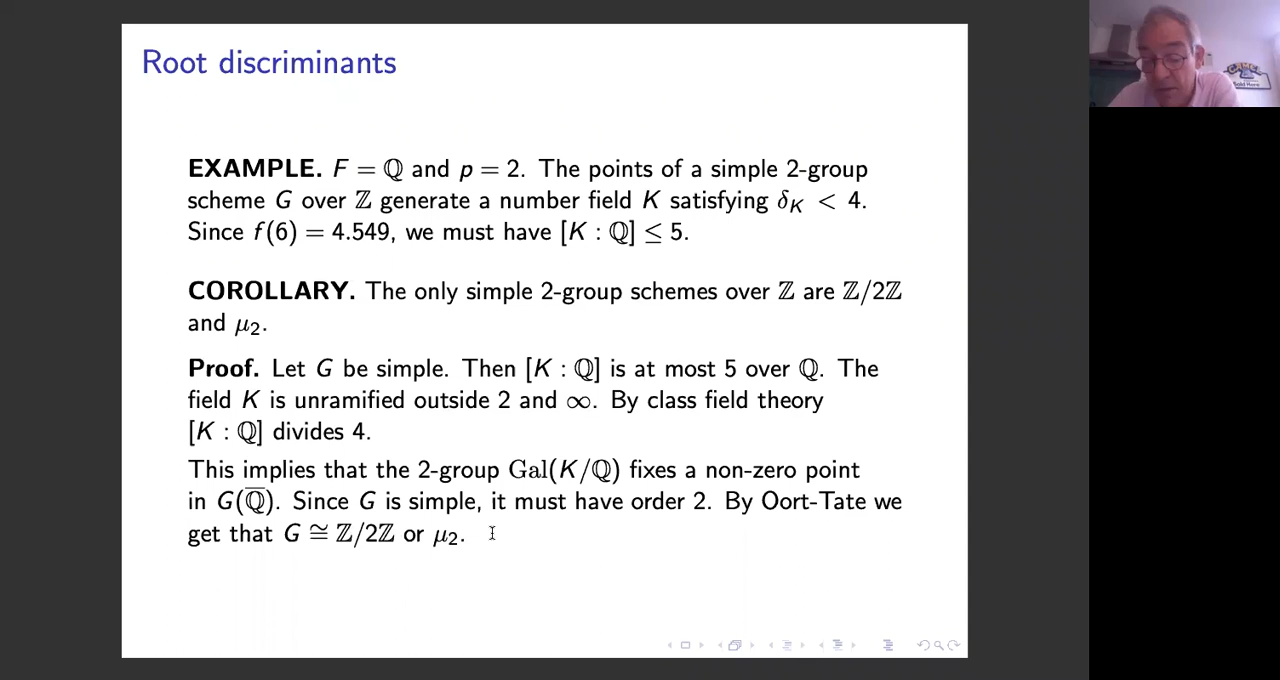 Root discriminants
EXAMPLE. F = ℚ and p = 2. The points of a simple 2-group
scheme G over ℤ generate a number field K satisfying δ_K < 4.
Since f(6) = 4.549, we must have [K : ℚ] ≤ 5.
COROLLARY. The only simple 2-group schemes over ℤ are ℤ/2ℤ
and μ₂.
Proof. Let G be simple. Then [K : ℚ] is at most 5 over ℚ. The
field K is unramified outside 2 and ∞. By class field theory
[K : ℚ] divides 4.
This implies that the 2-group Gal(K/ℚ) fixes a non-zero point
in G(ℚ̅). Since G is simple, it must have order 2. By Oort-Tate we
get that G ≅ ℤ/2ℤ or μ₂.
CAMEL
Sold Here